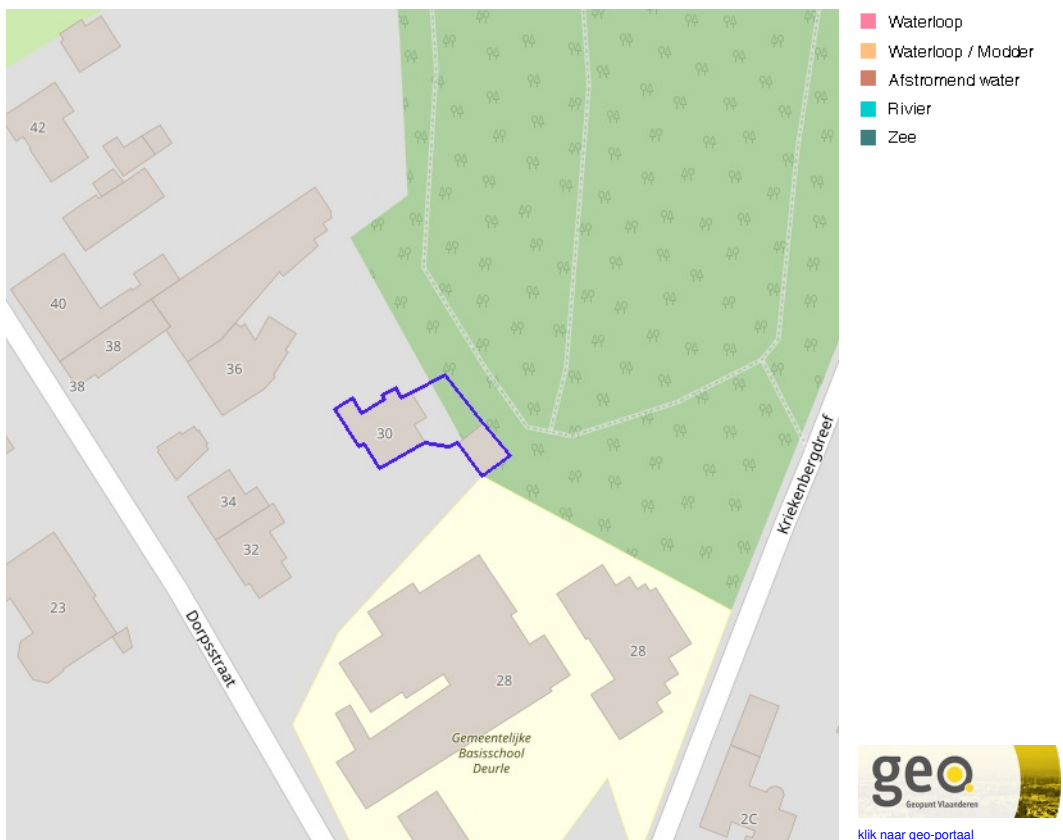 42
40
38
38
36
30
34
32
23
28
28
2C
Dorpsstraat
Kriekenbergdreef
Gemeentelijke
Basisschool
Deurle
Waterloop
Waterloop / Modder
Afstromend water
Rivier
Zee
geo.
Geopunt Vlaanderen
klik naar geo-portaal